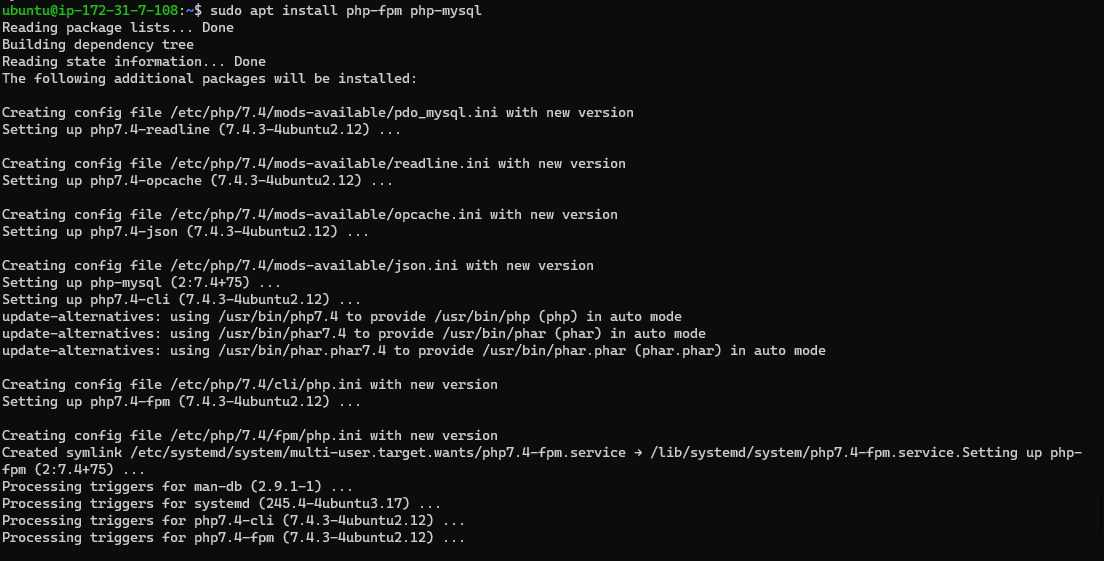 ubuntu@ip-172-31-7-108:~$ sudo apt install php-fpm php-mysql
Reading package lists... Done
Building dependency tree
Reading state information... Done
The following additional packages will be installed:
Creating config file /etc/php/7.4/mods-available/pdo_mysql.ini with new version
Setting up php7.4-readline (7.4.3-4ubuntu2.12) ...
Creating config file /etc/php/7.4/mods-available/readline.ini with new version
Setting up php7.4-opcache (7.4.3-4ubuntu2.12) ...
Creating config file /etc/php/7.4/mods-available/opcache.ini with new version
Setting up php7.4-json (7.4.3-4ubuntu2.12) ...
Creating config file /etc/php/7.4/mods-available/json.ini with new version
Setting up php-mysql (2:7.4+75) ...
Setting up php7.4-cli (7.4.3-4ubuntu2.12) ...
update-alternatives: using /usr/bin/php7.4 to provide /usr/bin/php (php) in auto mode
update-alternatives: using /usr/bin/phar7.4 to provide /usr/bin/phar (phar) in auto mode
update-alternatives: using /usr/bin/phar.phar7.4 to provide /usr/bin/phar.phar (phar.phar) in auto mode
Creating config file /etc/php/7.4/cli/php.ini with new version
Setting up php7.4-fpm (7.4.3-4ubuntu2.12) ...
Creating config file /etc/php/7.4/fpm/php.ini with new version
Created symlink /etc/systemd/system/multi-user.target.wants/php7.4-fpm.service → /lib/systemd/system/php7.4-fpm.service.Setting up php-
fpm (2:7.4+75) ...
Processing triggers for man-db (2.9.1-1) ...
Processing triggers for systemd (245.4-4ubuntu3.17) ...
Processing triggers for php7.4-cli (7.4.3-4ubuntu2.12) ...
Processing triggers for php7.4-fpm (7.4.3-4ubuntu2.12) ...